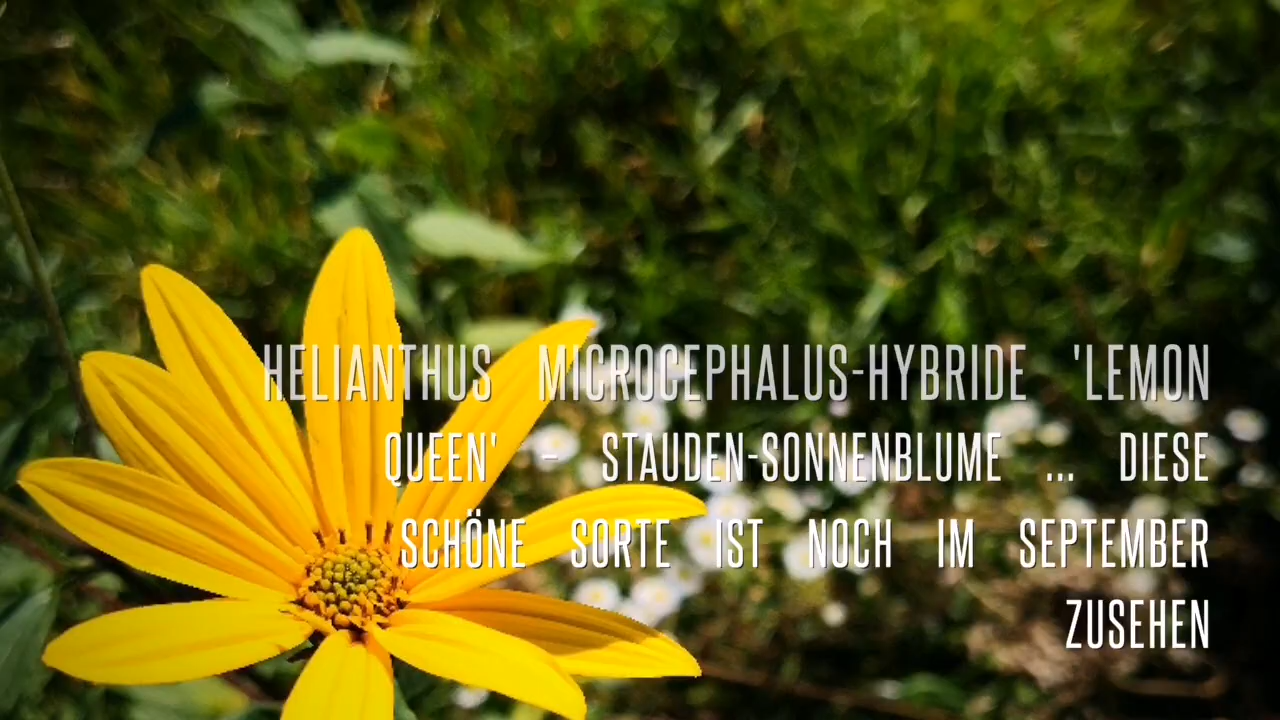 HELIANTHUS MICROCEPHALUS-HYBRIDE 'LEMON
QUEEN' - STAUDEN-SONNENBLUME ... DIESE
SCHÖNE SORTE IST NOCH IM SEPTEMBER
ZUSEHEN